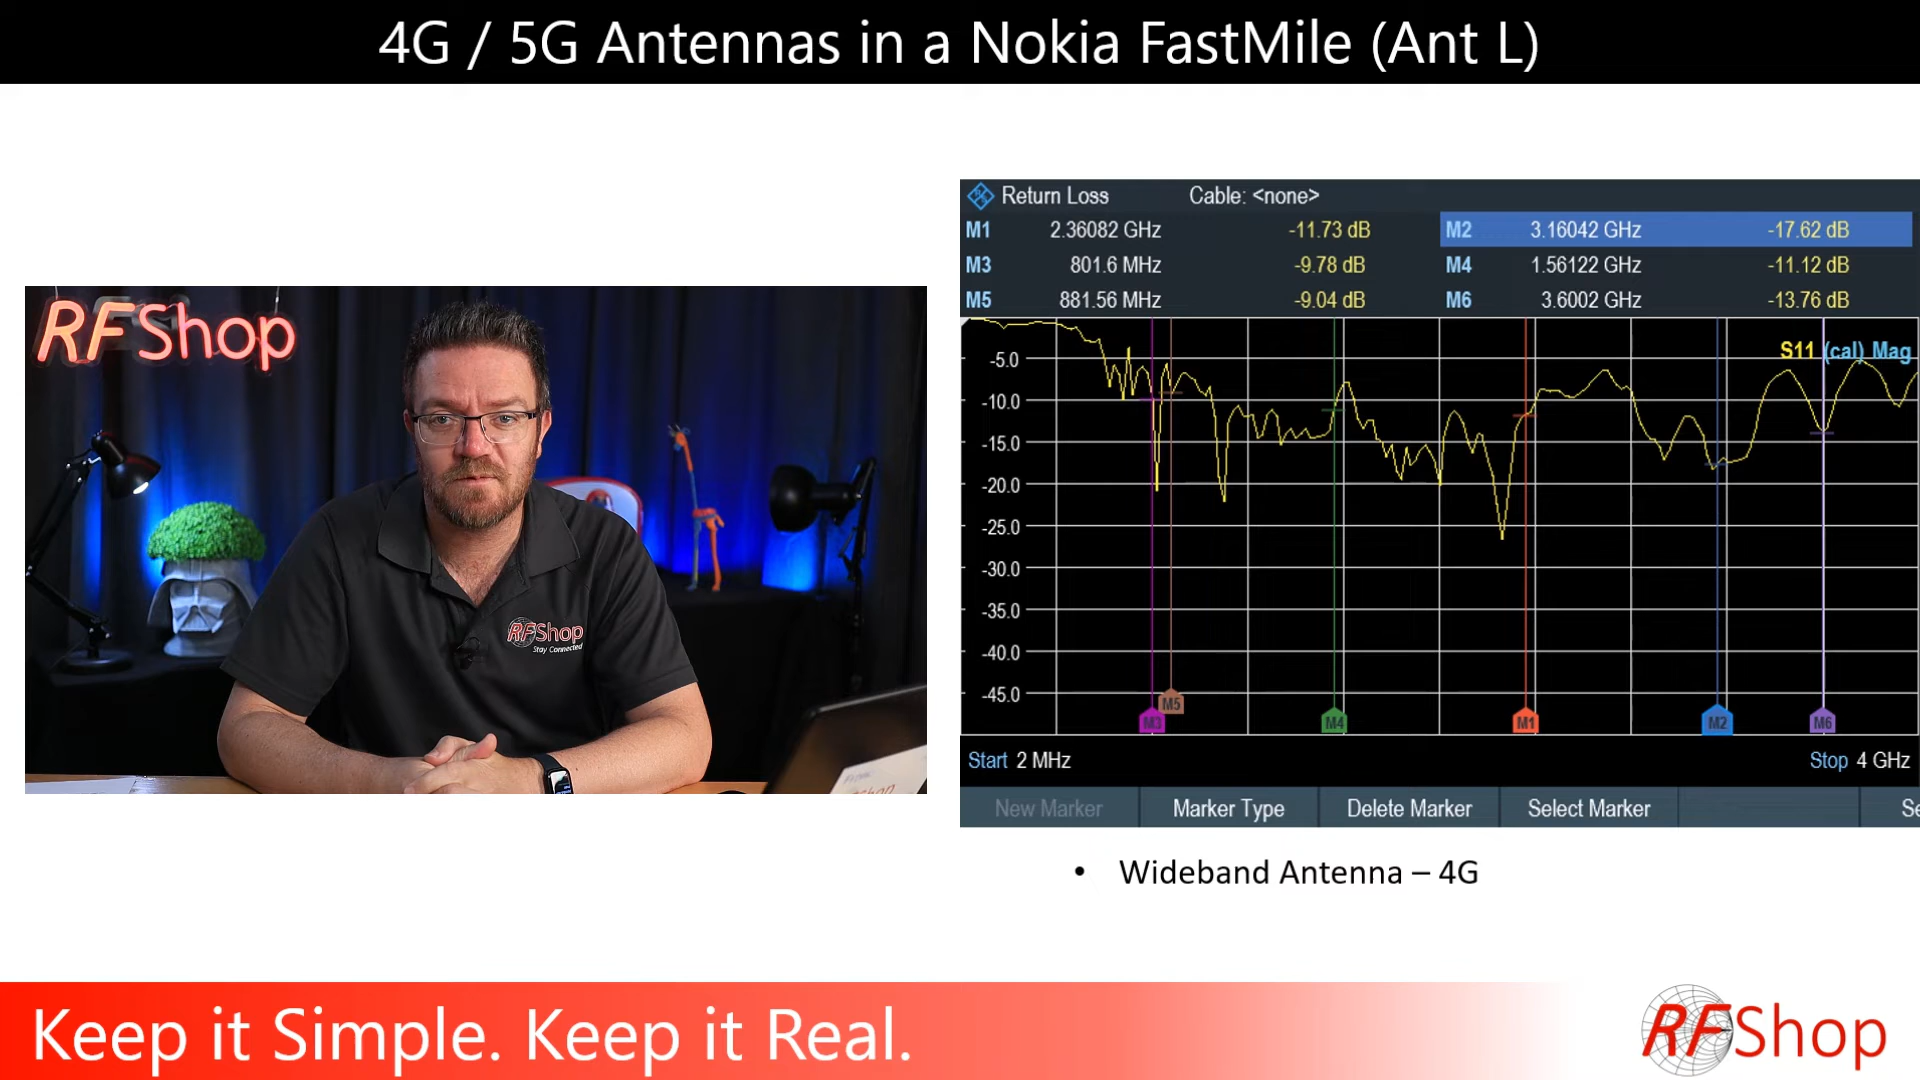 4G / 5G Antennas in a Nokia FastMile (Ant L)
RFShop
RFShop
Stay Connected
Return Loss Cable: <none>
M1 2.36082 GHz -11.73 dB M2 3.16042 GHz -17.62 dB
M3 801.6 MHz -9.78 dB M4 1.56122 GHz -11.12 dB
M5 881.56 MHz -9.04 dB M6 3.6002 GHz -13.76 dB
S11 (cal) Mag
-5.0
-10.0
-15.0
-20.0
-25.0
-30.0
-35.0
-40.0
-45.0
M3 M5 M4 M1 M2 M6
Start 2 MHz Stop 4 GHz
New Marker Marker Type Delete Marker Select Marker Se
• Wideband Antenna – 4G
Keep it Simple. Keep it Real.
RFShop